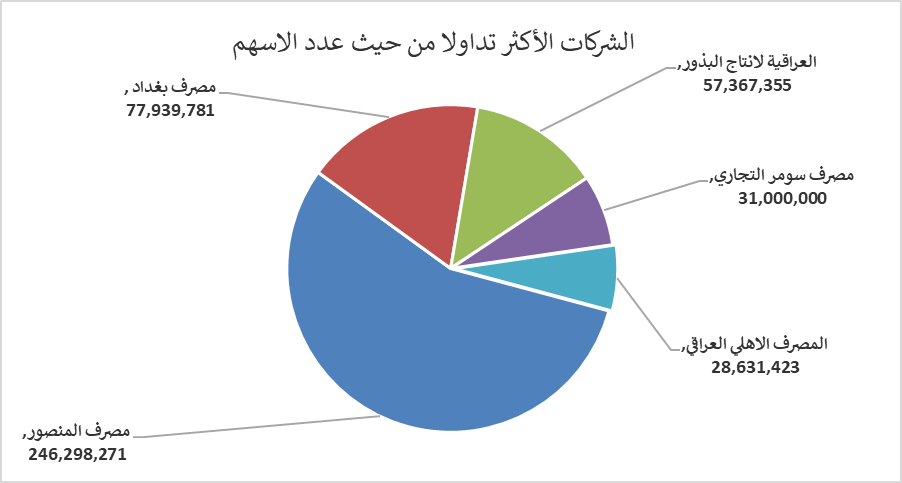 الشركات الأكثر تداولا من حيث عدد الاسهم
العراقية لانتاج البذور,
57,367,355
مصرف بغداد ,
77,939,781
مصرف سومر التجاري,
31,000,000
المصرف الاهلي العراقي,
28,631,423
مصرف المنصور,
246,298,271